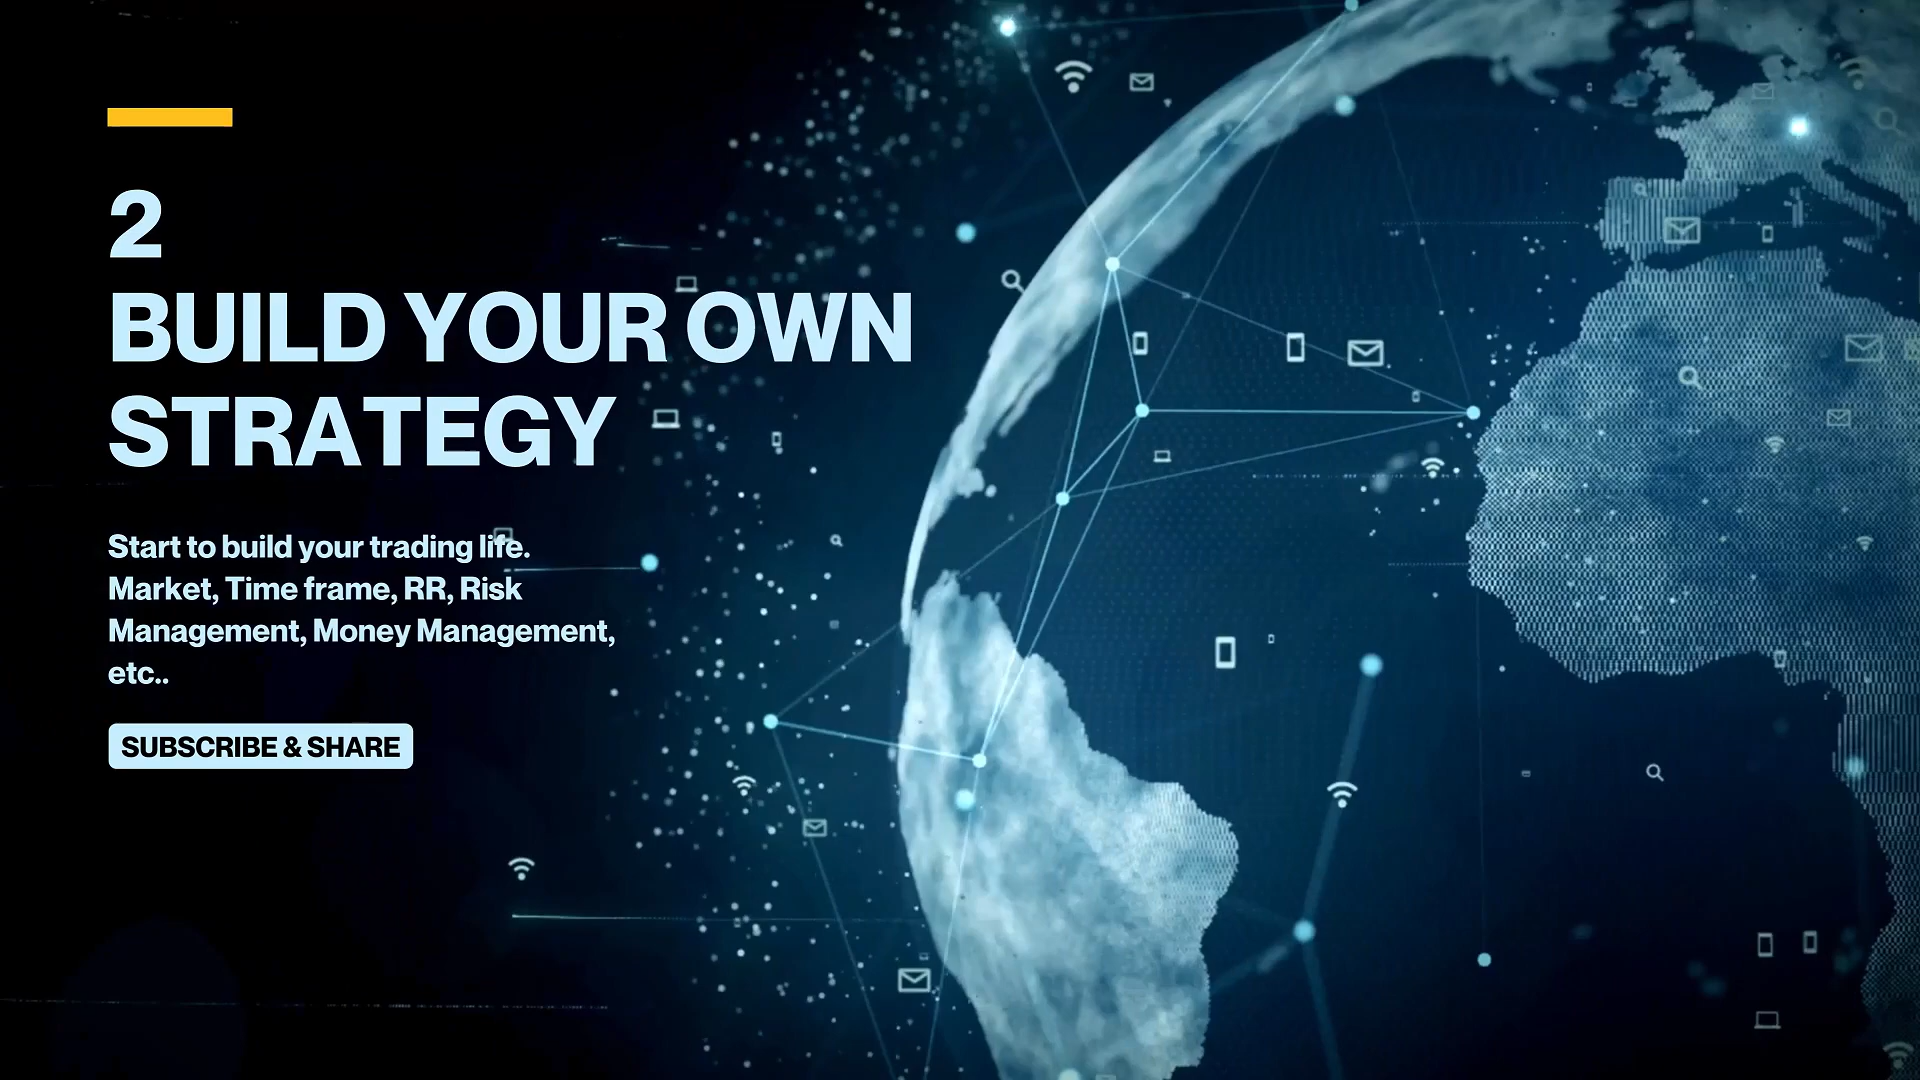 2
BUILD YOUR OWN
STRATEGY
Start to build your trading life.
Market, Time frame, RR, Risk
Management, Money Management,
etc..
SUBSCRIBE & SHARE